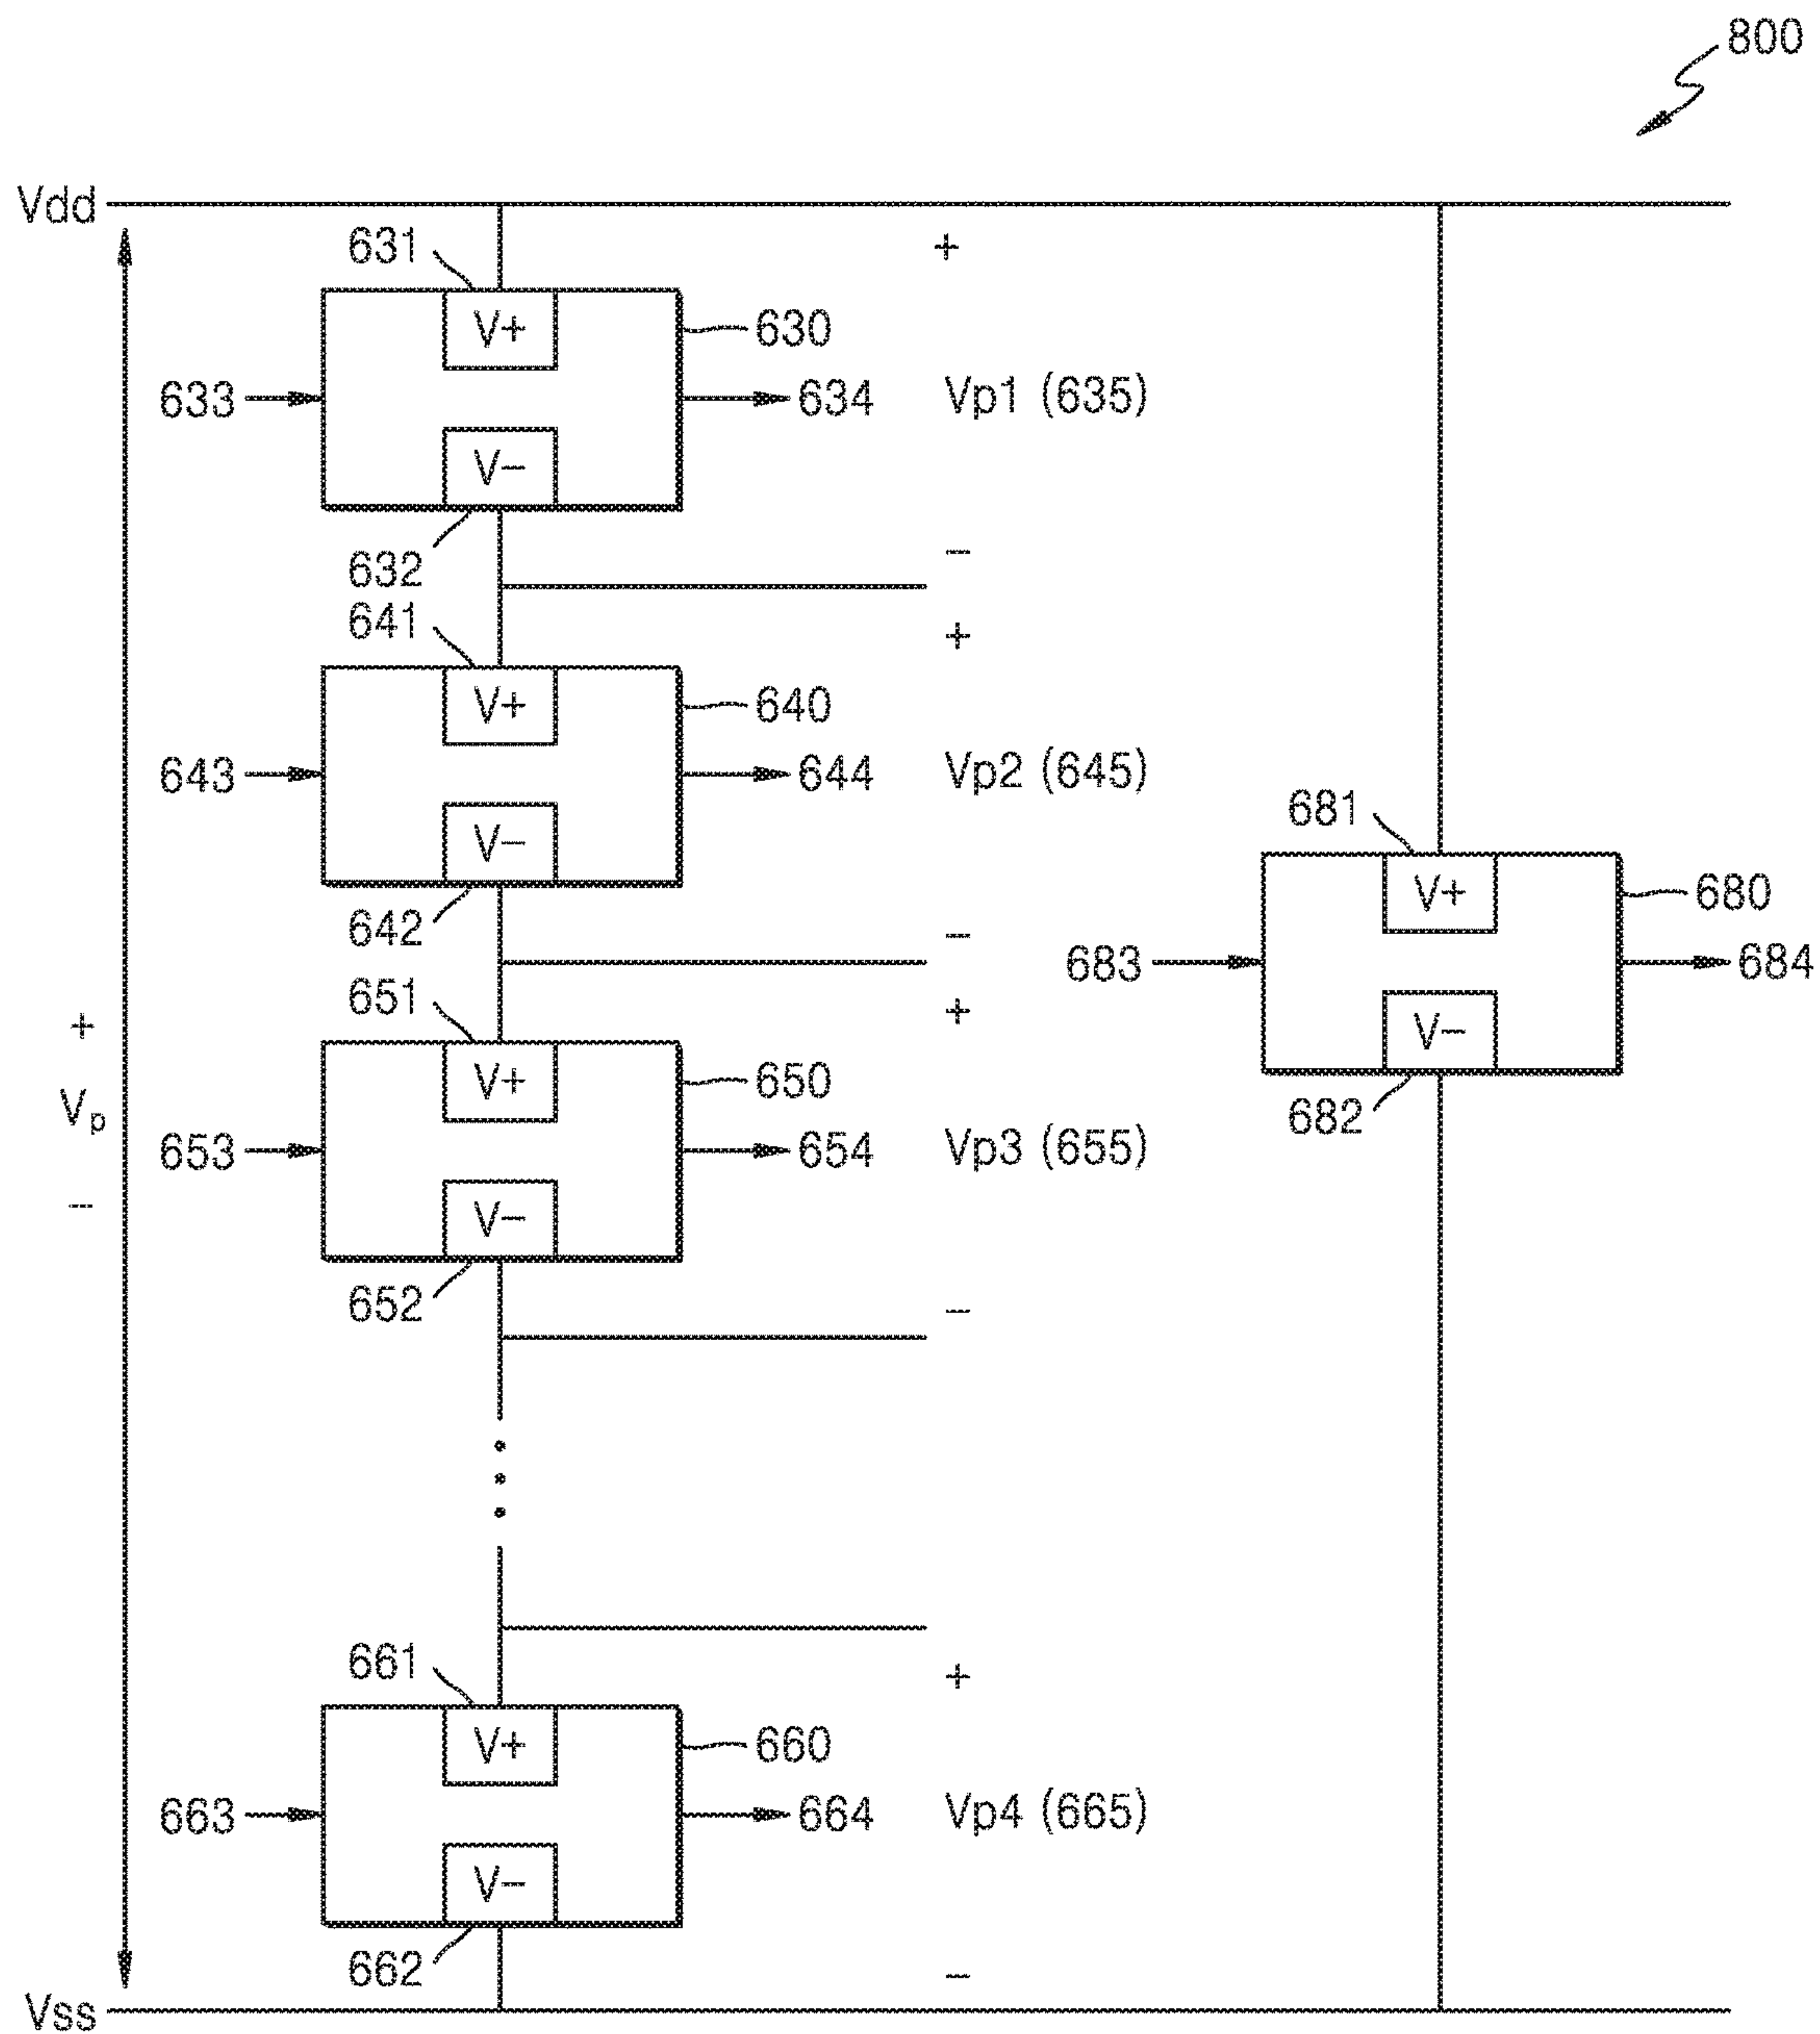 800
Vdd
631
+
V+
630
633
634
Vp1 (635)
V−
632
−
641
+
V+
640
643
644
Vp2 (645)
681
V−
V+
680
642
−
683
684
651
+
+
V−
V+
650
Vp
682
653
654
Vp3 (655)
−
V−
652
−
661
+
V+
660
663
664
Vp4 (665)
V−
662
−
Vss